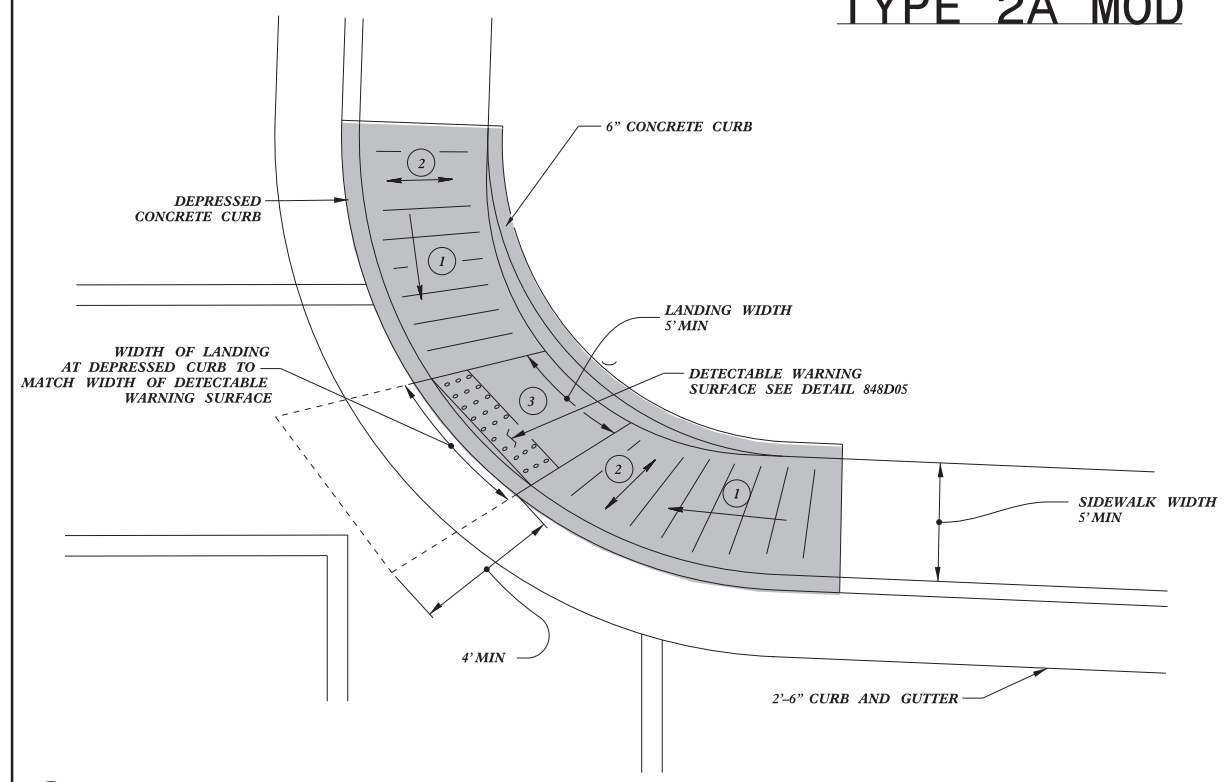 TYPE 2A MOD
6” CONCRETE CURB
2
DEPRESSED
CONCRETE CURB
1
LANDING WIDTH
5’ MIN
WIDTH OF LANDING
AT DEPRESSED CURB TO
MATCH WIDTH OF DETECTABLE
WARNING SURFACE
DETECTABLE WARNING
SURFACE SEE DETAIL 848D05
3
2
1
SIDEWALK WIDTH
5’ MIN
4’ MIN
2’–6” CURB AND GUTTER